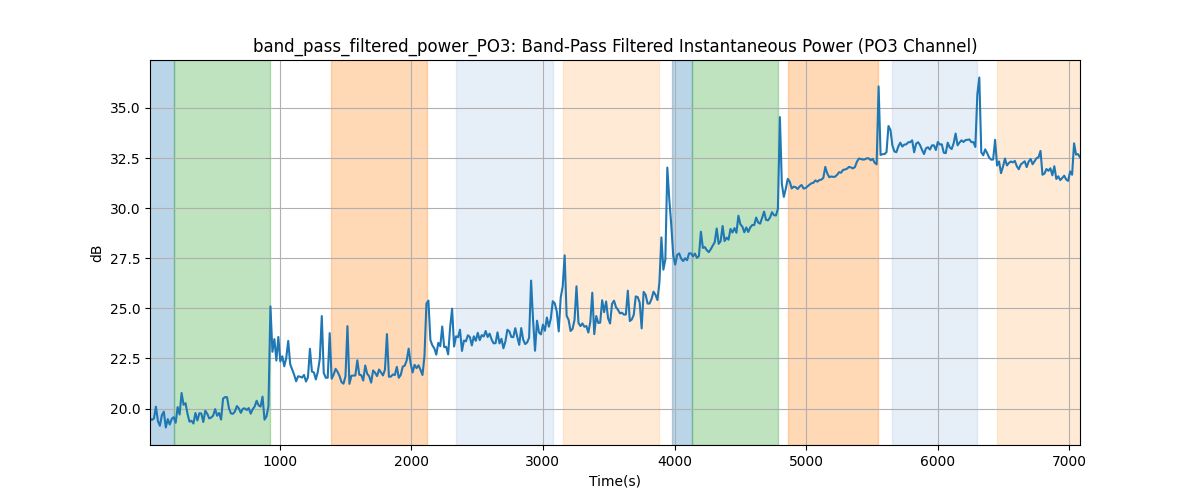 band_pass_filtered_power_PO3: Band-Pass Filtered Instantaneous Power (PO3 Channel)
35.0
32.5
30.0
27.5
25.0
22.5
20.0
dB
1000 2000 3000 4000 5000 6000 7000
Time(s)